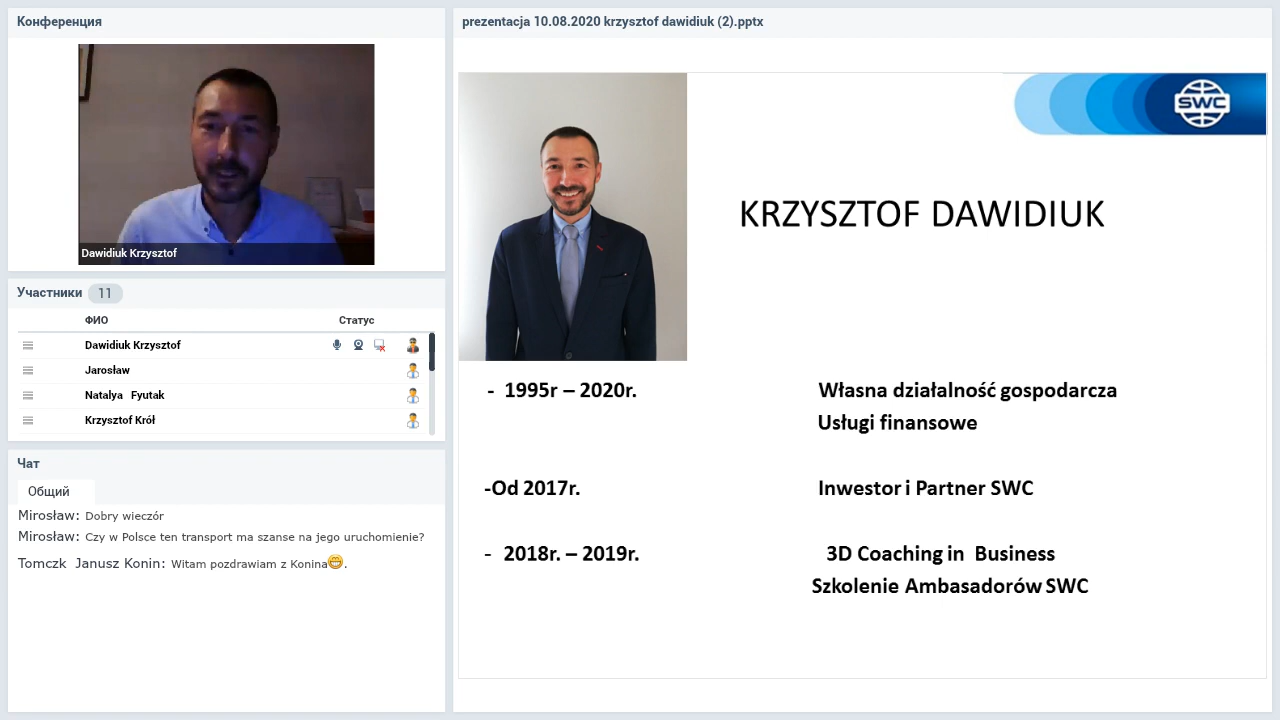 Конференция
Dawidiuk Krzysztof
Участники 11
ФИО Статус
Dawidiuk Krzysztof
Jarosław
Natalya Fyutak
Krzysztof Król
Чат
Общий
Mirosław: Dobry wieczór
Mirosław: Czy w Polsce ten transport ma szanse na jego uruchomienie?
Tomczk Janusz Konin: Witam pozdrawiam z Konina😁.
prezentacja 10.08.2020 krzysztof dawidiuk (2).pptx
SWC
KRZYSZTOF DAWIDIUK
- 1995r – 2020r. Własna działalność gospodarcza
Usługi finansowe
-Od 2017r. Inwestor i Partner SWC
- 2018r. – 2019r. 3D Coaching in Business
Szkolenie Ambasadorów SWC